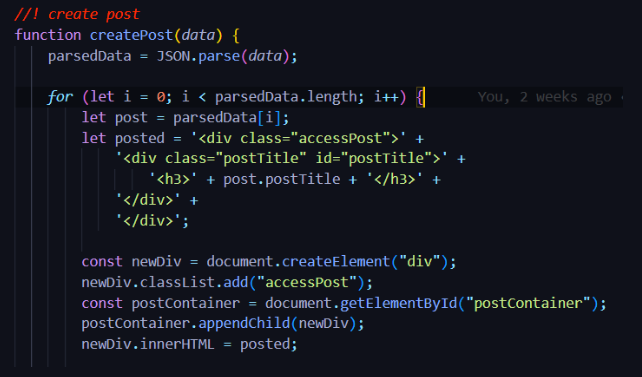 //! create post
function createPost(data) {
    parsedData = JSON.parse(data);
    for (let i = 0; i < parsedData.length; i++) { You, 2 weeks ago
        let post = parsedData[i];
        let posted = '<div class="accessPost">' +
            '<div class="postTitle" id="postTitle">' +
                '<h3>' + post.postTitle + '</h3>' +
            '</div>' +
            '</div>';
        const newDiv = document.createElement("div");
        newDiv.classList.add("accessPost");
        const postContainer = document.getElementById("postContainer");
        postContainer.appendChild(newDiv);
        newDiv.innerHTML = posted;